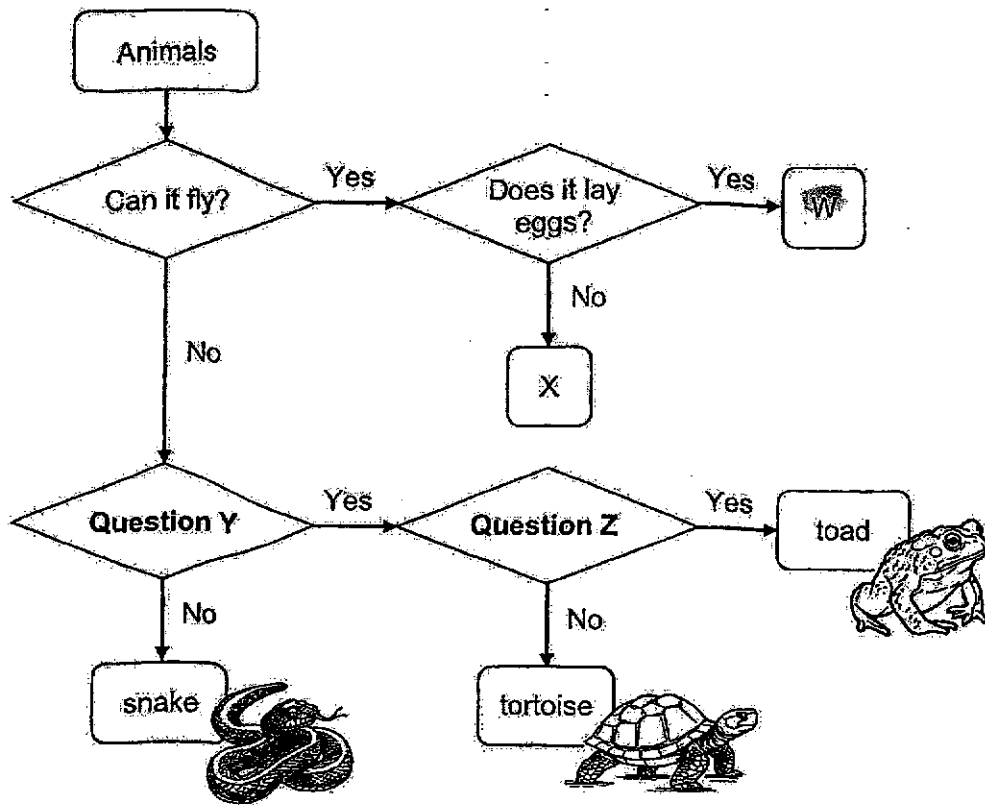 Animals
Can it fly?
Yes
Does it lay
eggs?
Yes
W
No
X
No
Question Y
Yes
Question Z
Yes
toad
No
snake
No
tortoise